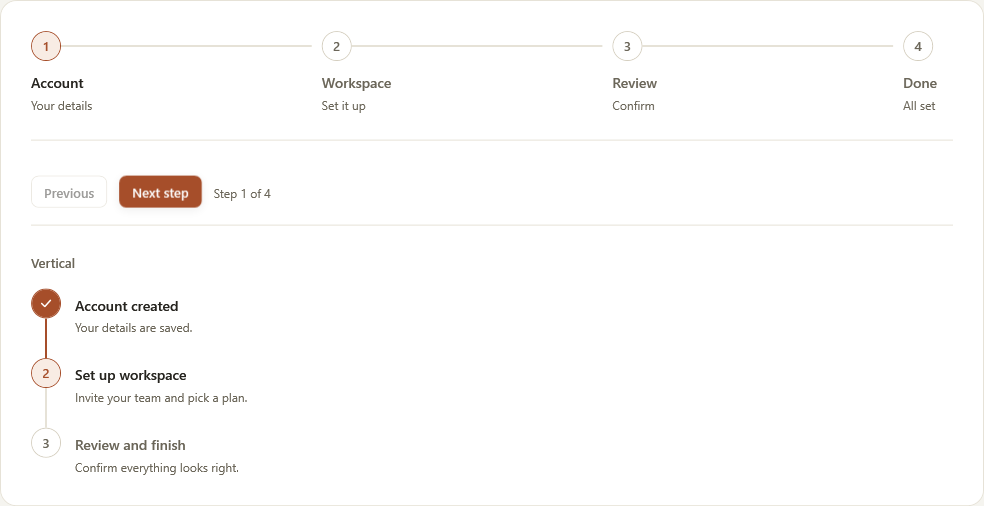 1
2
3
4
Account
Workspace
Review
Done
Your details
Set it up
Confirm
All set
Previous
Next step
Step 1 of 4
Vertical
Account created
Your details are saved.
2
Set up workspace
Invite your team and pick a plan.
3
Review and finish
Confirm everything looks right.